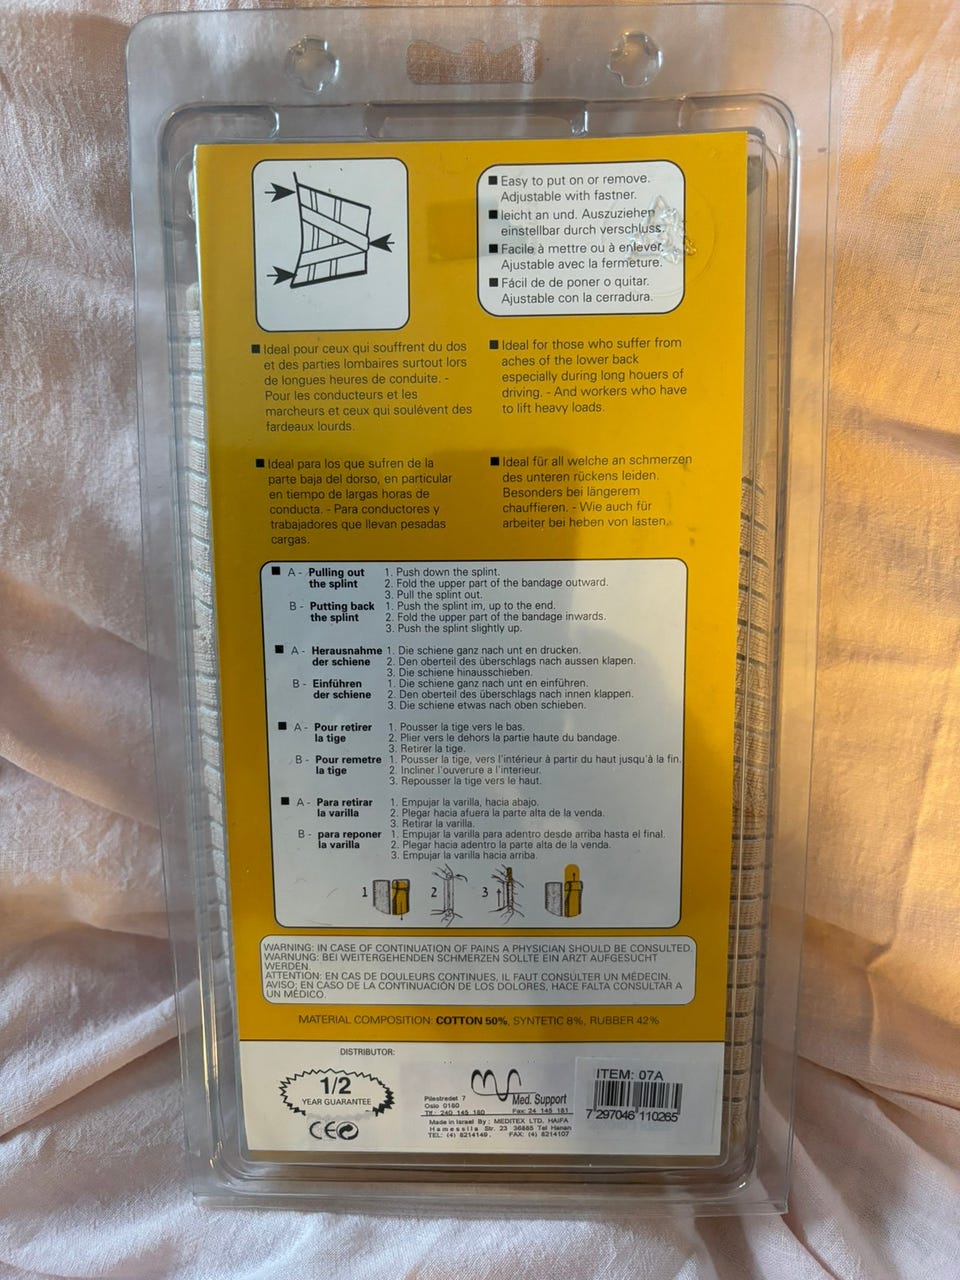 ■ Easy to put on or remove.
Adjustable with fastner.
■ leicht an und. Auszuziehen
einstellbar durch verschluss.
■ Facile à mettre ou à enlever.
Ajustable avec la fermeture.
■ Fácil de de poner o quitar.
Ajustable con la cerradura.
■ Ideal pour ceux qui souffrent du dos
et des parties lombaires surtout lors
de longues heures de conduite. -
Pour les conducteurs et les
marcheurs et ceux qui soulévent des
fardeaux lourds.
■ Ideal for those who suffer from
aches of the lower back
especially during long houers of
driving. - And workers who have
to lift heavy loads.
■ Ideal para los que sufren de la
parte baja del dorso, en particular
en tiempo de largas horas de
conducta. - Para conductores y
trabajadores que llevan pesadas
cargas.
■ Ideal für all welche an schmerzen
des unteren rückens leiden.
Besonders bei längerem
chauffieren. - Wie auch für
arbeiter bei heben von lasten.
■ A - Pulling out 1. Push down the splint.
the splint 2. Fold the upper part of the bandage outward.
3. Pull the splint out.
B - Putting back 1. Push the splint im, up to the end.
the splint 2. Fold the upper part of the bandage inwards.
3. Push the splint slightly up.
■ A - Herausnahme 1. Die schiene ganz nach unt en drucken.
der schiene 2. Den oberteil des überschlags nach aussen klapen.
3. Die schiene hinausschieben.
B - Einführen 1. Die schiene ganz nach unt en einführen.
der schiene 2. Den oberteil des überschlags nach innen klappen.
3. Die schiene etwas nach oben schieben.
■ A - Pour retirer 1. Pousser la tige vers le bas.
la tige 2. Plier vers le dehors la partie haute du bandage.
3. Retirer la tige.
B - Pour remetre 1. Pousser la tige, vers l'intérieur à partir du haut jusqu'à la fin.
la tige 2. Incliner l'ouverure a l'interieur.
3. Repousser la tige vers le haut.
■ A - Para retirar 1. Empujar la varilla, hacia abajo.
la varilla 2. Plegar hacia afuera la parte alta de la venda.
3. Retirar la varilla.
B - para reponer 1. Empujar la varilla para adentro desde arriba hasta el final.
la varilla 2. Plegar hacia adentro la parte alta de la venda.
3. Empujar la varilla hacia arriba.
1 2 3
WARNING: IN CASE OF CONTINUATION OF PAINS A PHYSICIAN SHOULD BE CONSULTED.
WARNUNG: BEI WEITERGEHENDEN SCHMERZEN SOLLTE EIN ARZT AUFGESUCHT
WERDEN.
ATTENTION: EN CAS DE DOULEURS CONTINUES, IL FAUT CONSULTER UN MÉDECIN.
AVISO: EN CASO DE LA CONTINUACIÓN DE LOS DOLORES, HACE FALTA CONSULTAR A
UN MÉDICO.
MATERIAL COMPOSITION: COTTON 50%, SYNTETIC 8%, RUBBER 42%
DISTRIBUTOR:
1/2
YEAR GUARANTEE
CE
Med. Support
Pilestredet 7
Oslo 0180
Tlf: 240 145 180 Fax: 24 145 181
Made in Israel By: MEDITEX LTD. HAIFA
Hamessila Str. 23 36885 Tel Hanan
TEL: (4) 8214149. FAX: (4) 8214107
ITEM: 07A
7 297046 110265